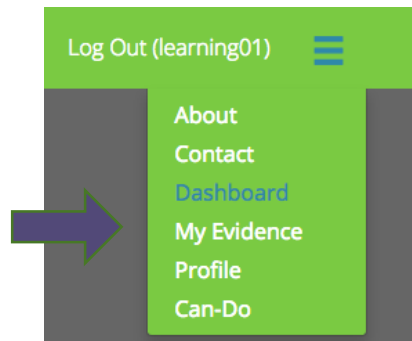 Log Out (learning01)
About
Contact
Dashboard
My Evidence
Profile
Can-Do